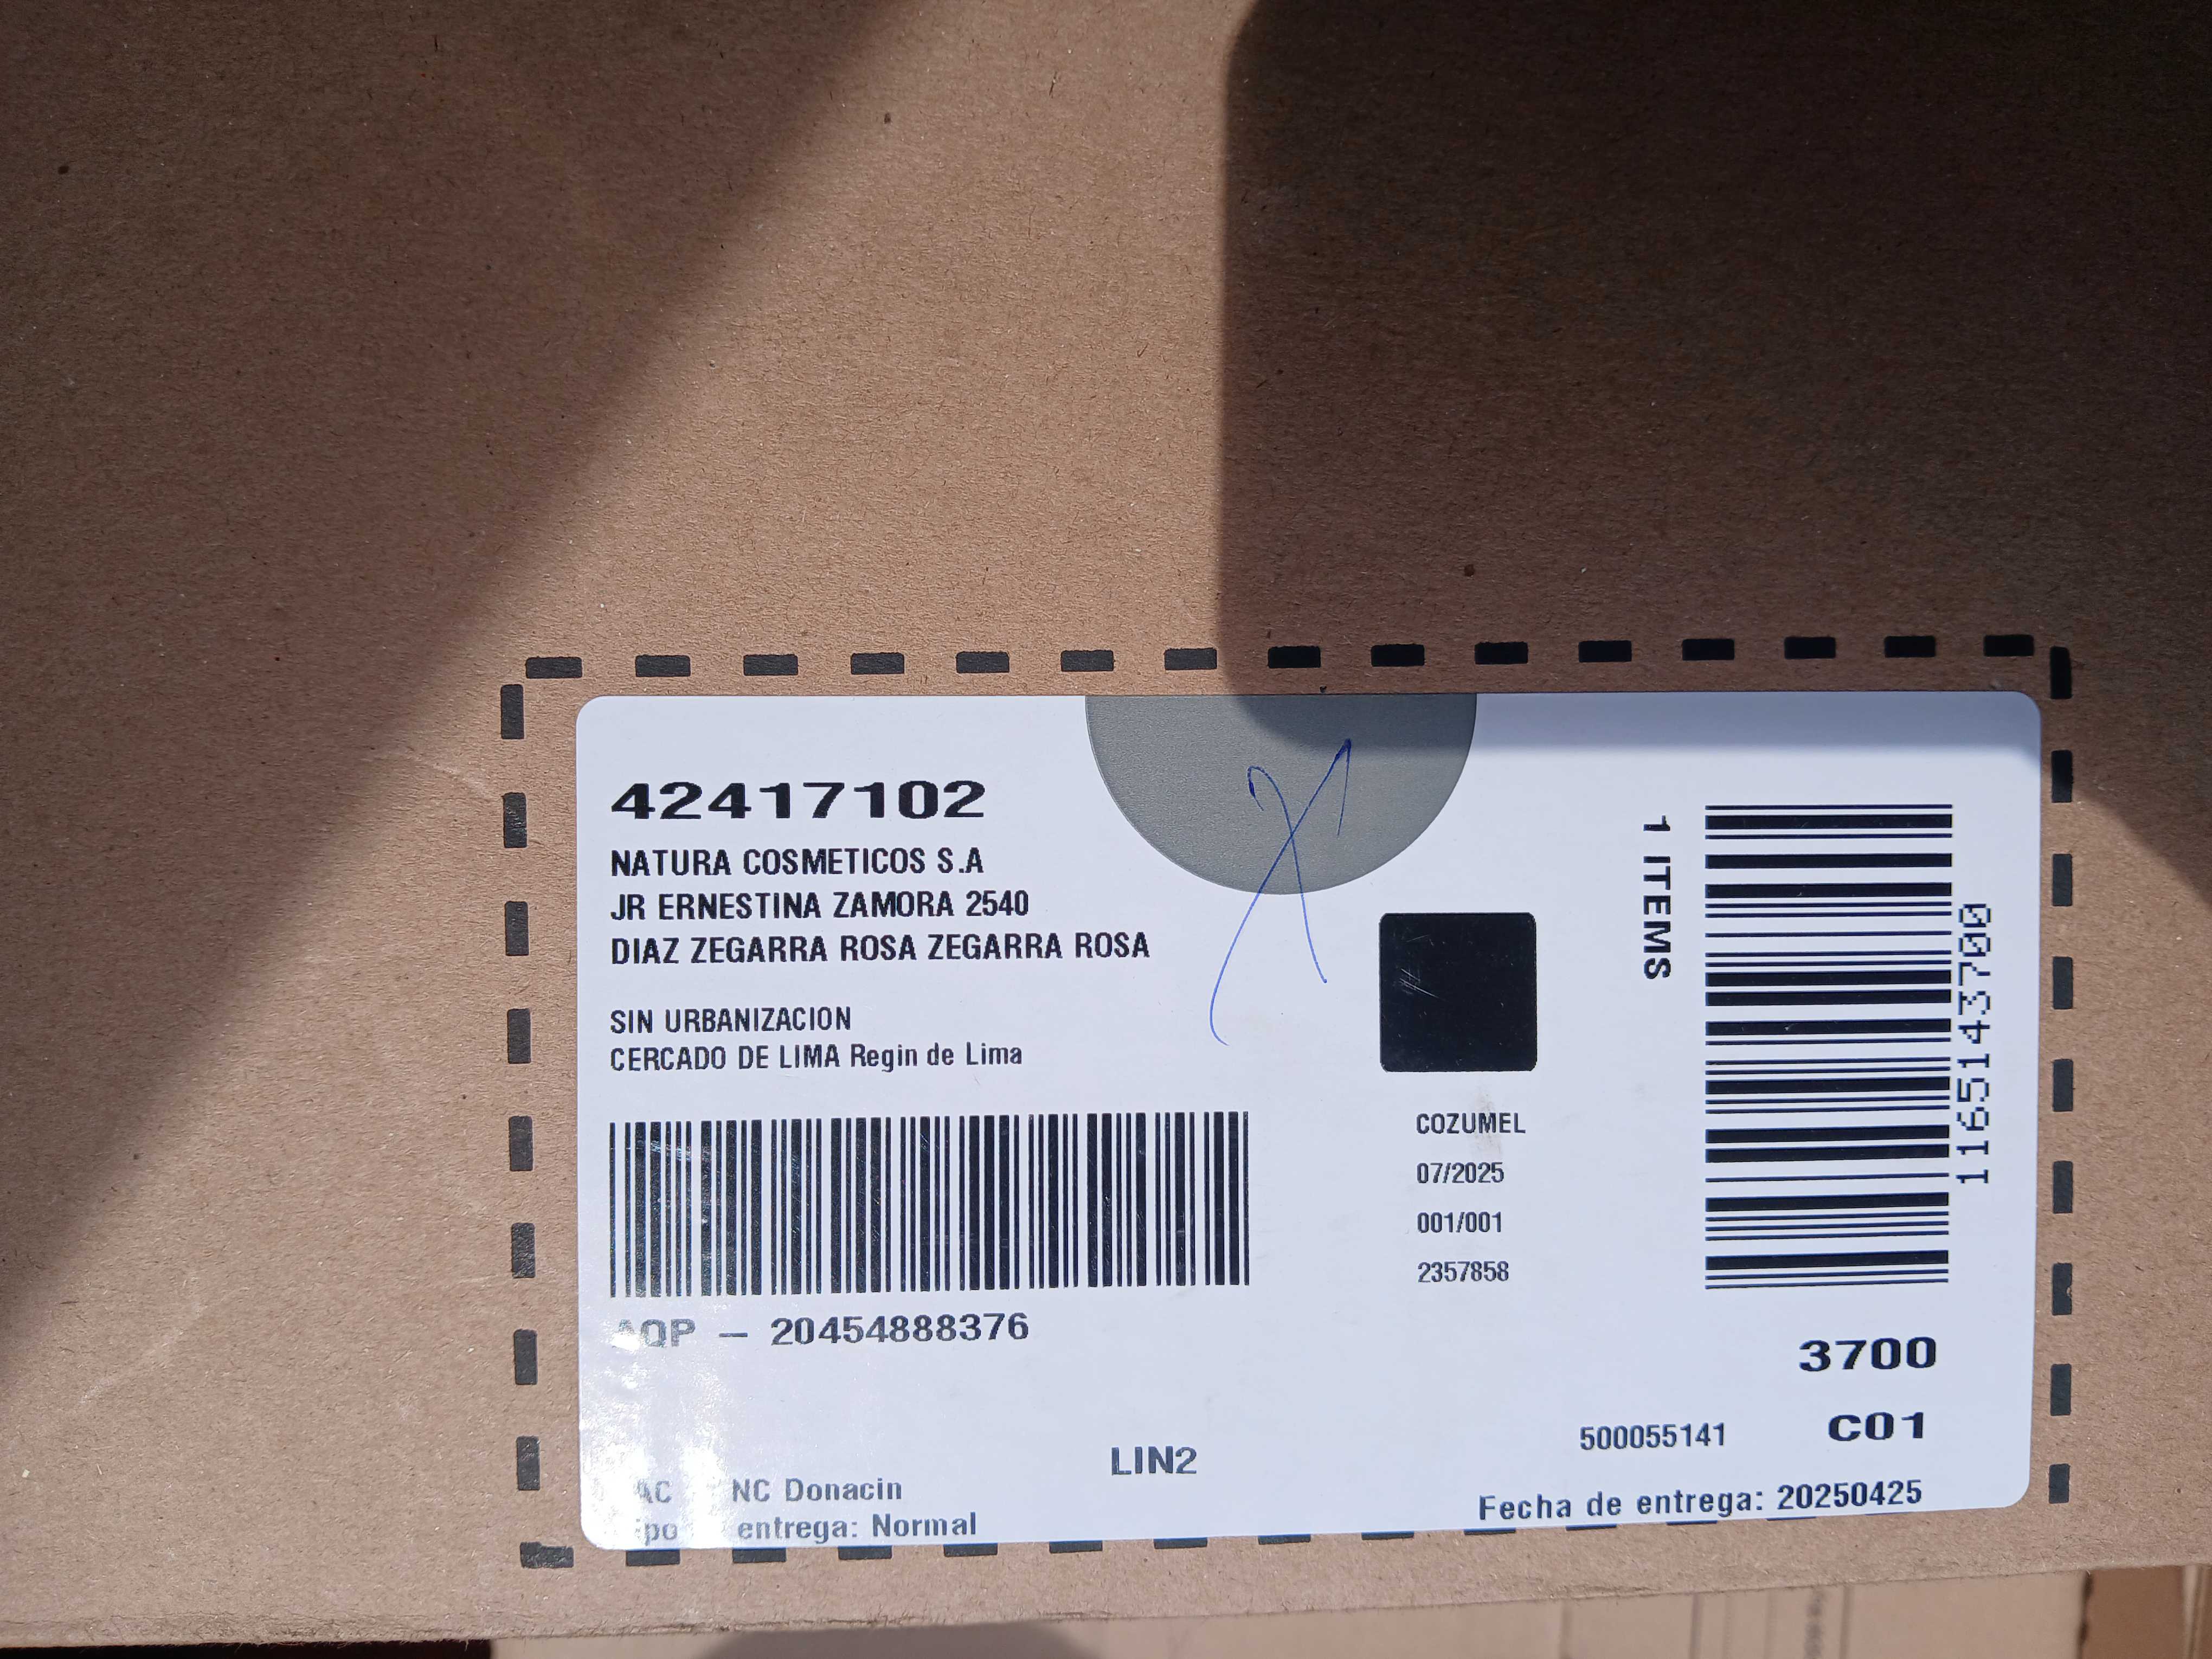 42417102
NATURA COSMETICOS S.A
JR ERNESTINA ZAMORA 2540
DIAZ ZEGARRA ROSA ZEGARRA ROSA
SIN URBANIZACION
CERCADO DE LIMA Regin de Lima
AQP – 20454888376
LIN2
NC Donacin
entrega: Normal
COZUMEL
07/2025
001/001
2357858
1 ITEMS
1165143700
3700
500055141 C01
Fecha de entrega: 20250425